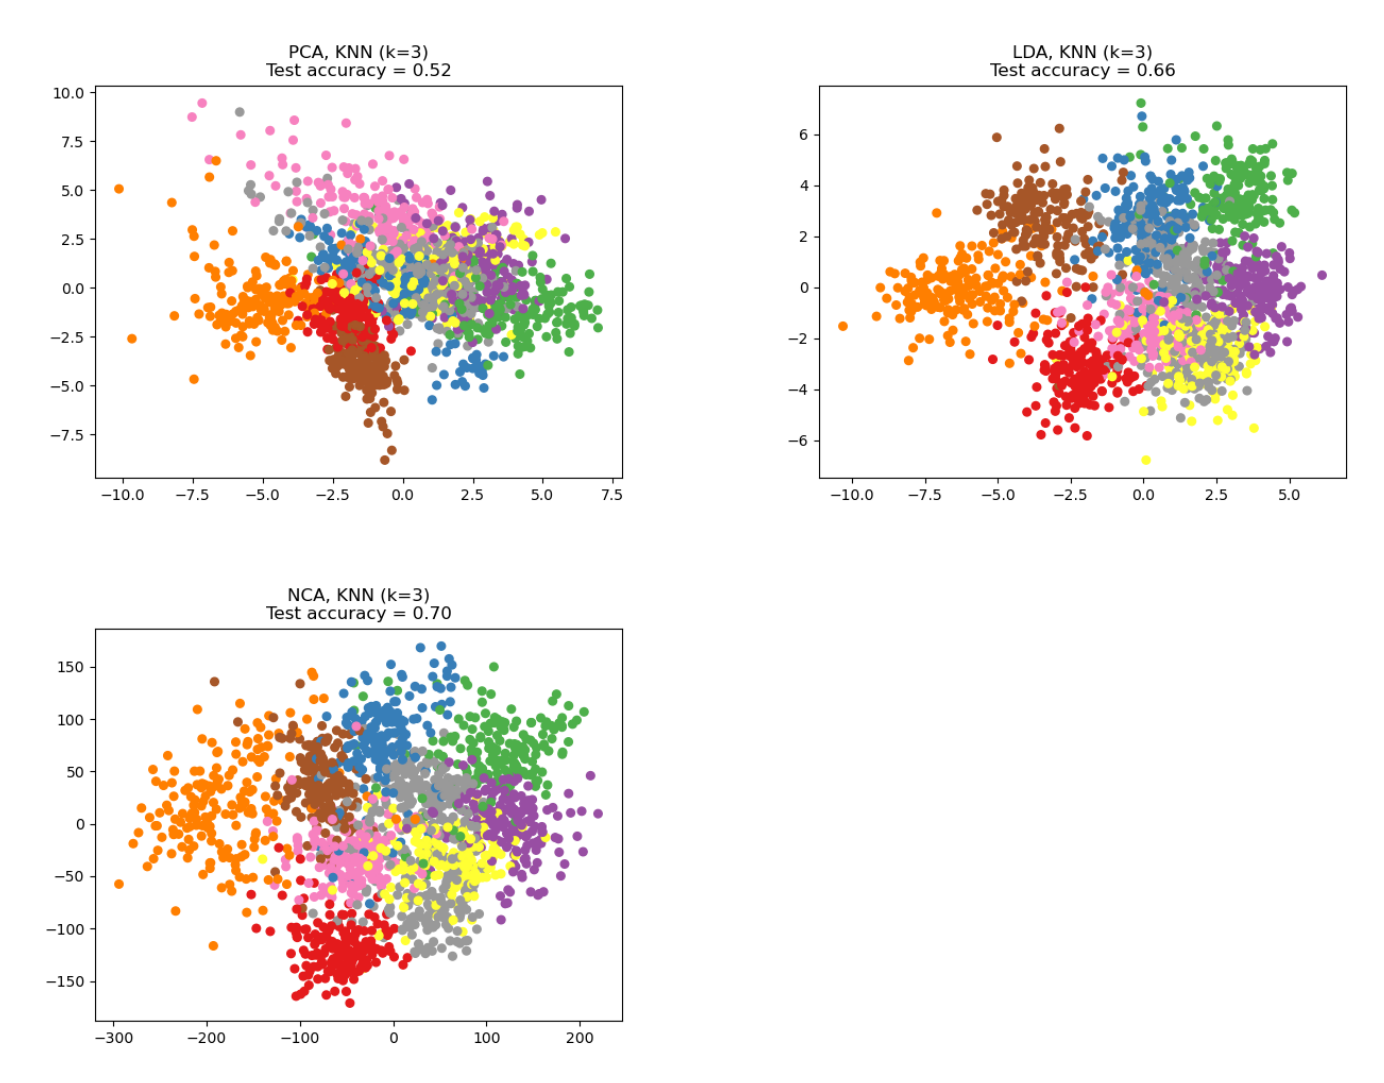 PCA, KNN (k=3)
Test accuracy = 0.52
10.0
7.5
5.0
2.5
0.0
−2.5
−5.0
−7.5
−10.0 −7.5 −5.0 −2.5 0.0 2.5 5.0 7.5
LDA, KNN (k=3)
Test accuracy = 0.66
6
4
2
0
−2
−4
−6
−10.0 −7.5 −5.0 −2.5 0.0 2.5 5.0
NCA, KNN (k=3)
Test accuracy = 0.70
150
100
50
0
−50
−100
−150
−300 −200 −100 0 100 200